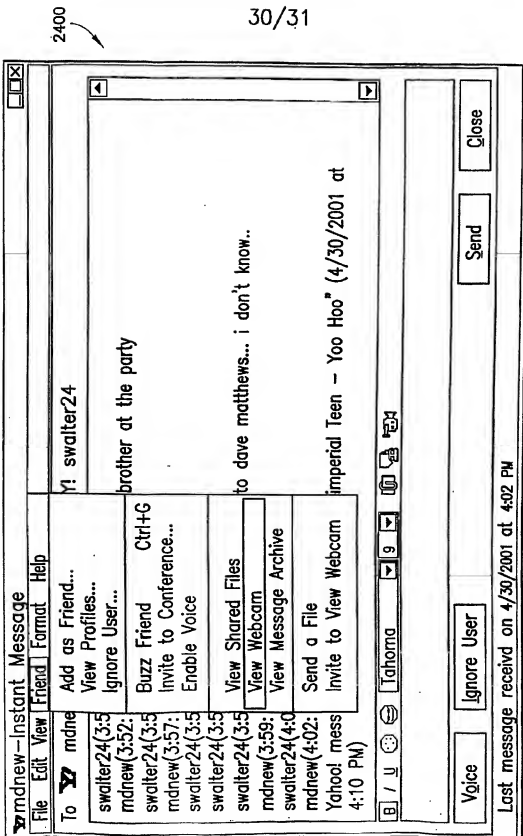 30/31
2400
mdnew-Instant Message
File Edit View Friend Format Help
To mdne Y! swalter24
Add as Friend...
View Profiles...
Ignore User...
Buzz Friend Ctrl+G
Invite to Conference...
Enable Voice
View Shared Files
View Webcam
View Message Archive
Send a File
Invite to View Webcam
swalter24(3:5 brother at the party
mdnew(3:52:
swalter24(3:5
mdnew(3:57:
swalter24(3:5
swalter24(3:5
swalter24(3:5 to dave matthews... i don't know..
mdnew(3:59:
swalter24(4:0
mdnew(4:02:
Yahoo! mess imperial Teen - Yoo Hoo" (4/30/2001 at
4:10 PM)
B I U Tahoma 9
Voice Ignore User Send Close
Last message receivd on 4/30/2001 at 4:02 PM